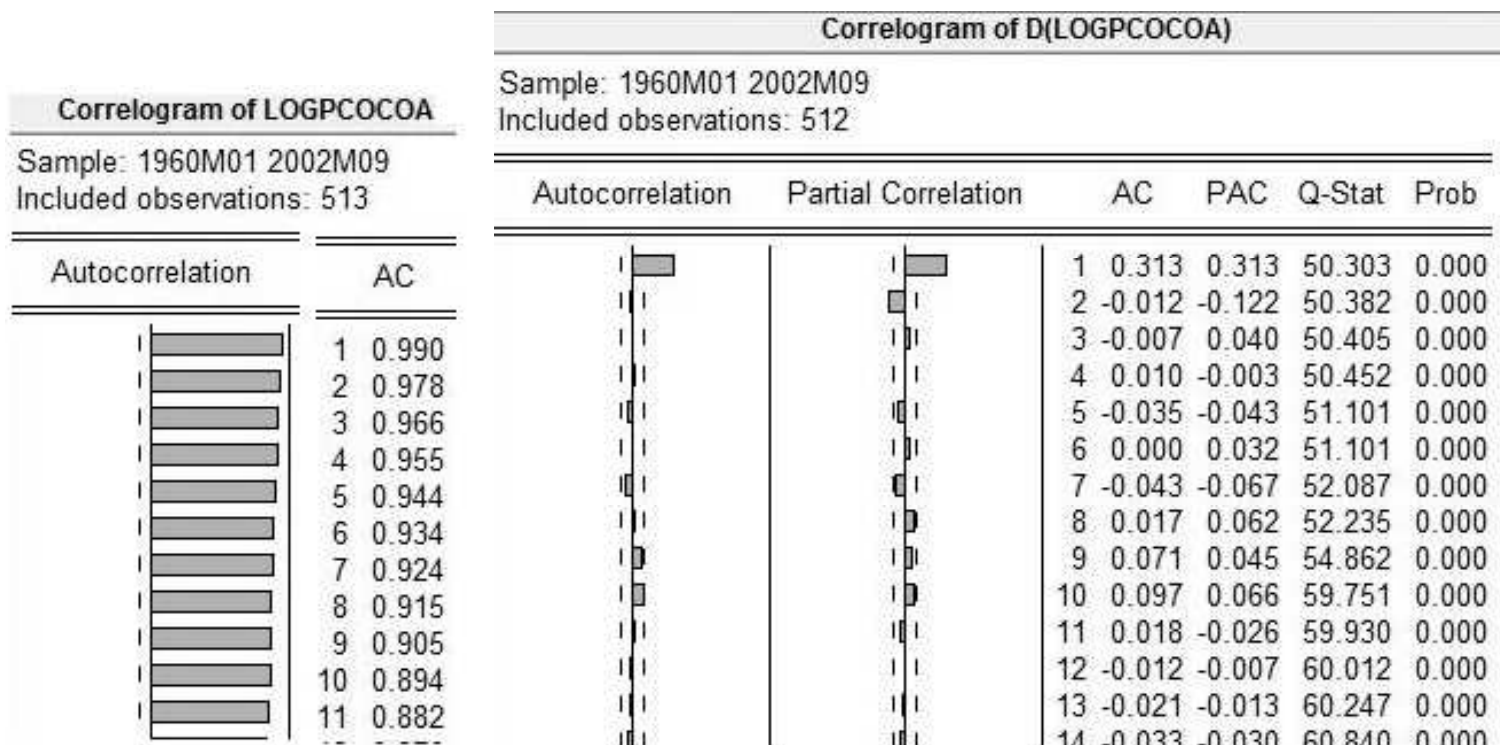 Correlogram of LOGPCOCOA
Sample: 1960M01 2002M09
Included observations: 513
Autocorrelation AC
1 0.990
2 0.978
3 0.966
4 0.955
5 0.944
6 0.934
7 0.924
8 0.915
9 0.905
10 0.894
11 0.882
Correlogram of D(LOGPCOCOA)
Sample: 1960M01 2002M09
Included observations: 512
Autocorrelation Partial Correlation AC PAC Q-Stat Prob
1 0.313 0.313 50.303 0.000
2 -0.012 -0.122 50.382 0.000
3 -0.007 0.040 50.405 0.000
4 0.010 -0.003 50.452 0.000
5 -0.035 -0.043 51.101 0.000
6 0.000 0.032 51.101 0.000
7 -0.043 -0.067 52.087 0.000
8 0.017 0.062 52.235 0.000
9 0.071 0.045 54.862 0.000
10 0.097 0.066 59.751 0.000
11 0.018 -0.026 59.930 0.000
12 -0.012 -0.007 60.012 0.000
13 -0.021 -0.013 60.247 0.000
14 -0.033 -0.030 60.840 0.000